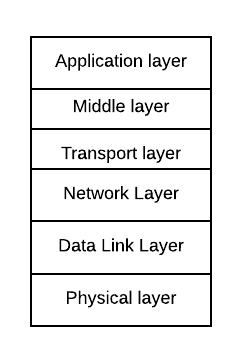 Application layer
Middle layer
Transport layer
Network Layer
Data Link Layer
Physical layer